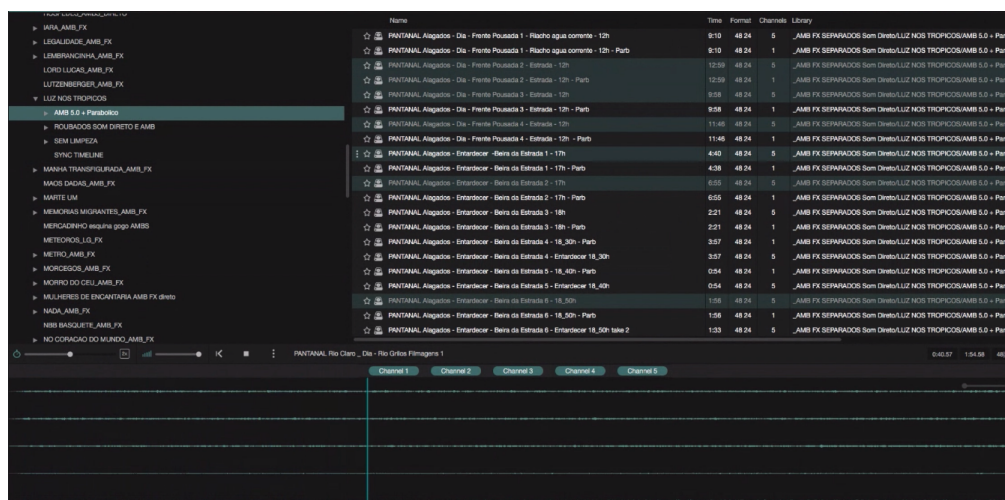 IARA_AMB_FX
LEGALIDADE_AMB_FX
LEMBRANCINHA_AMB_FX
LORD LUCAS_AMB_FX
LUTZENBERGER_AMB_FX
LUZ NOS TROPICOS
AMB 5.0 + Parabolico
ROUBADOS SOM DIRETO E AMB
SEM LIMPEZA
SYNC TIMELINE
MANHA TRANSFIGURADA_AMB_FX
MAOS DADAS_AMB_FX
MARTE UM
MEMORIAS MIGRANTES_AMB_FX
MERCADINHO esquina gogo AMBS
METEOROS_LG_FX
METRO_AMB_FX
MORCEGOS_AMB_FX
MORRO DO CEU_AMB_FX
MULHERES DE ENCANTARIA AMB FX direto
NADA_AMB_FX
NBB BASQUETE_AMB_FX
NO CORACAO DO MUNDO_AMB_FX
Name Time Format Channels Library
PANTANAL Alagados - Dia - Frente Pousada 1 - Riacho agua corrente - 12h 9:10 48 24 5 _AMB FX SEPARADOS Som Direto/LUZ NOS TROPICOS/AMB 5.0 + Par
PANTANAL Alagados - Dia - Frente Pousada 1 - Riacho agua corrente - 12h - Parb 9:10 48 24 1 _AMB FX SEPARADOS Som Direto/LUZ NOS TROPICOS/AMB 5.0 + Par
PANTANAL Alagados - Dia - Frente Pousada 2 - Estrada - 12h 12:59 48 24 5 _AMB FX SEPARADOS Som Direto/LUZ NOS TROPICOS/AMB 5.0 + Par
PANTANAL Alagados - Dia - Frente Pousada 2 - Estrada - 12h - Parb 12:59 48 24 1 _AMB FX SEPARADOS Som Direto/LUZ NOS TROPICOS/AMB 5.0 + Par
PANTANAL Alagados - Dia - Frente Pousada 3 - Estrada - 12h 9:58 48 24 5 _AMB FX SEPARADOS Som Direto/LUZ NOS TROPICOS/AMB 5.0 + Par
PANTANAL Alagados - Dia - Frente Pousada 3 - Estrada - 12h - Parb 9:58 48 24 1 _AMB FX SEPARADOS Som Direto/LUZ NOS TROPICOS/AMB 5.0 + Par
PANTANAL Alagados - Dia - Frente Pousada 4 - Estrada - 12h 11:46 48 24 5 _AMB FX SEPARADOS Som Direto/LUZ NOS TROPICOS/AMB 5.0 + Par
PANTANAL Alagados - Dia - Frente Pousada 4 - Estrada - 12h - Parb 11:46 48 24 1 _AMB FX SEPARADOS Som Direto/LUZ NOS TROPICOS/AMB 5.0 + Par
PANTANAL Alagados - Entardecer -Beira da Estrada 1 - 17h 4:40 48 24 5 _AMB FX SEPARADOS Som Direto/LUZ NOS TROPICOS/AMB 5.0 + Par
PANTANAL Alagados - Entardecer - Beira da Estrada 1 - 17h - Parb 4:38 48 24 1 _AMB FX SEPARADOS Som Direto/LUZ NOS TROPICOS/AMB 5.0 + Par
PANTANAL Alagados - Entardecer - Beira da Estrada 2 - 17h 6:55 48 24 5 _AMB FX SEPARADOS Som Direto/LUZ NOS TROPICOS/AMB 5.0 + Par
PANTANAL Alagados - Entardecer - Beira da Estrada 2 - 17h - Parb 6:55 48 24 1 _AMB FX SEPARADOS Som Direto/LUZ NOS TROPICOS/AMB 5.0 + Par
PANTANAL Alagados - Entardecer - Beira da Estrada 3 - 18h 2:21 48 24 5 _AMB FX SEPARADOS Som Direto/LUZ NOS TROPICOS/AMB 5.0 + Par
PANTANAL Alagados - Entardecer - Beira da Estrada 3 - 18h - Parb 2:21 48 24 1 _AMB FX SEPARADOS Som Direto/LUZ NOS TROPICOS/AMB 5.0 + Par
PANTANAL Alagados - Entardecer - Beira da Estrada 4 - 18_30h - Parb 3:57 48 24 1 _AMB FX SEPARADOS Som Direto/LUZ NOS TROPICOS/AMB 5.0 + Par
PANTANAL Alagados - Entardecer - Beira da Estrada 4 - Entardecer 18_30h 3:57 48 24 5 _AMB FX SEPARADOS Som Direto/LUZ NOS TROPICOS/AMB 5.0 + Par
PANTANAL Alagados - Entardecer - Beira da Estrada 5 - 18_40h - Parb 0:54 48 24 1 _AMB FX SEPARADOS Som Direto/LUZ NOS TROPICOS/AMB 5.0 + Par
PANTANAL Alagados - Entardecer - Beira da Estrada 5 - Entardecer 18_40h 0:54 48 24 5 _AMB FX SEPARADOS Som Direto/LUZ NOS TROPICOS/AMB 5.0 + Par
PANTANAL Alagados - Entardecer - Beira da Estrada 6 - 18_50h 1:56 48 24 5 _AMB FX SEPARADOS Som Direto/LUZ NOS TROPICOS/AMB 5.0 + Par
PANTANAL Alagados - Entardecer - Beira da Estrada 6 - 18_50h - Parb 1:56 48 24 1 _AMB FX SEPARADOS Som Direto/LUZ NOS TROPICOS/AMB 5.0 + Par
PANTANAL Alagados - Entardecer - Beira da Estrada 6 - Entardecer 18_50h take 2 1:33 48 24 5 _AMB FX SEPARADOS Som Direto/LUZ NOS TROPICOS/AMB 5.0 + Par
PANTANAL Rio Claro _ Dia - Rio Grilos Filmagens 1 0:40.57 1:54.58 48
Channel 1 Channel 2 Channel 3 Channel 4 Channel 5